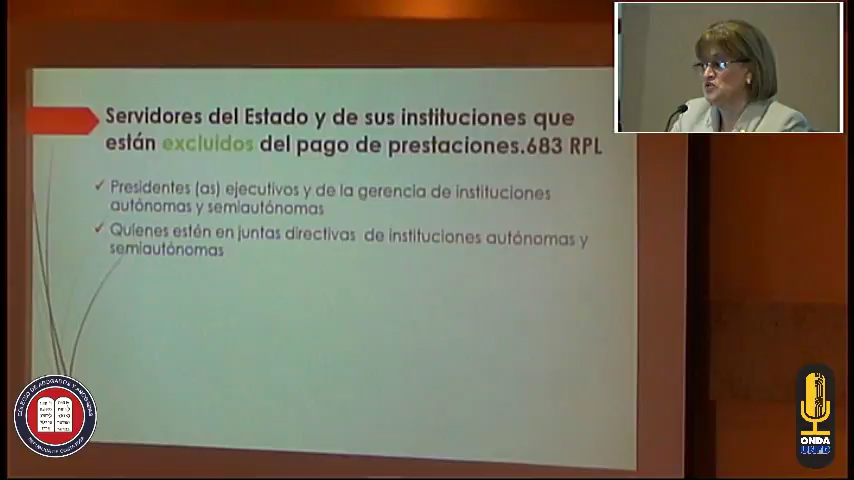 Servidores del Estado y de sus instituciones que
están excluidos del pago de prestaciones.683 RPL
✓ Presidentes (as) ejecutivos y de la gerencia de instituciones
autónomas y semiautónomas
✓ Quienes estén en juntas directivas de instituciones autónomas y
semiautónomas
ONDA